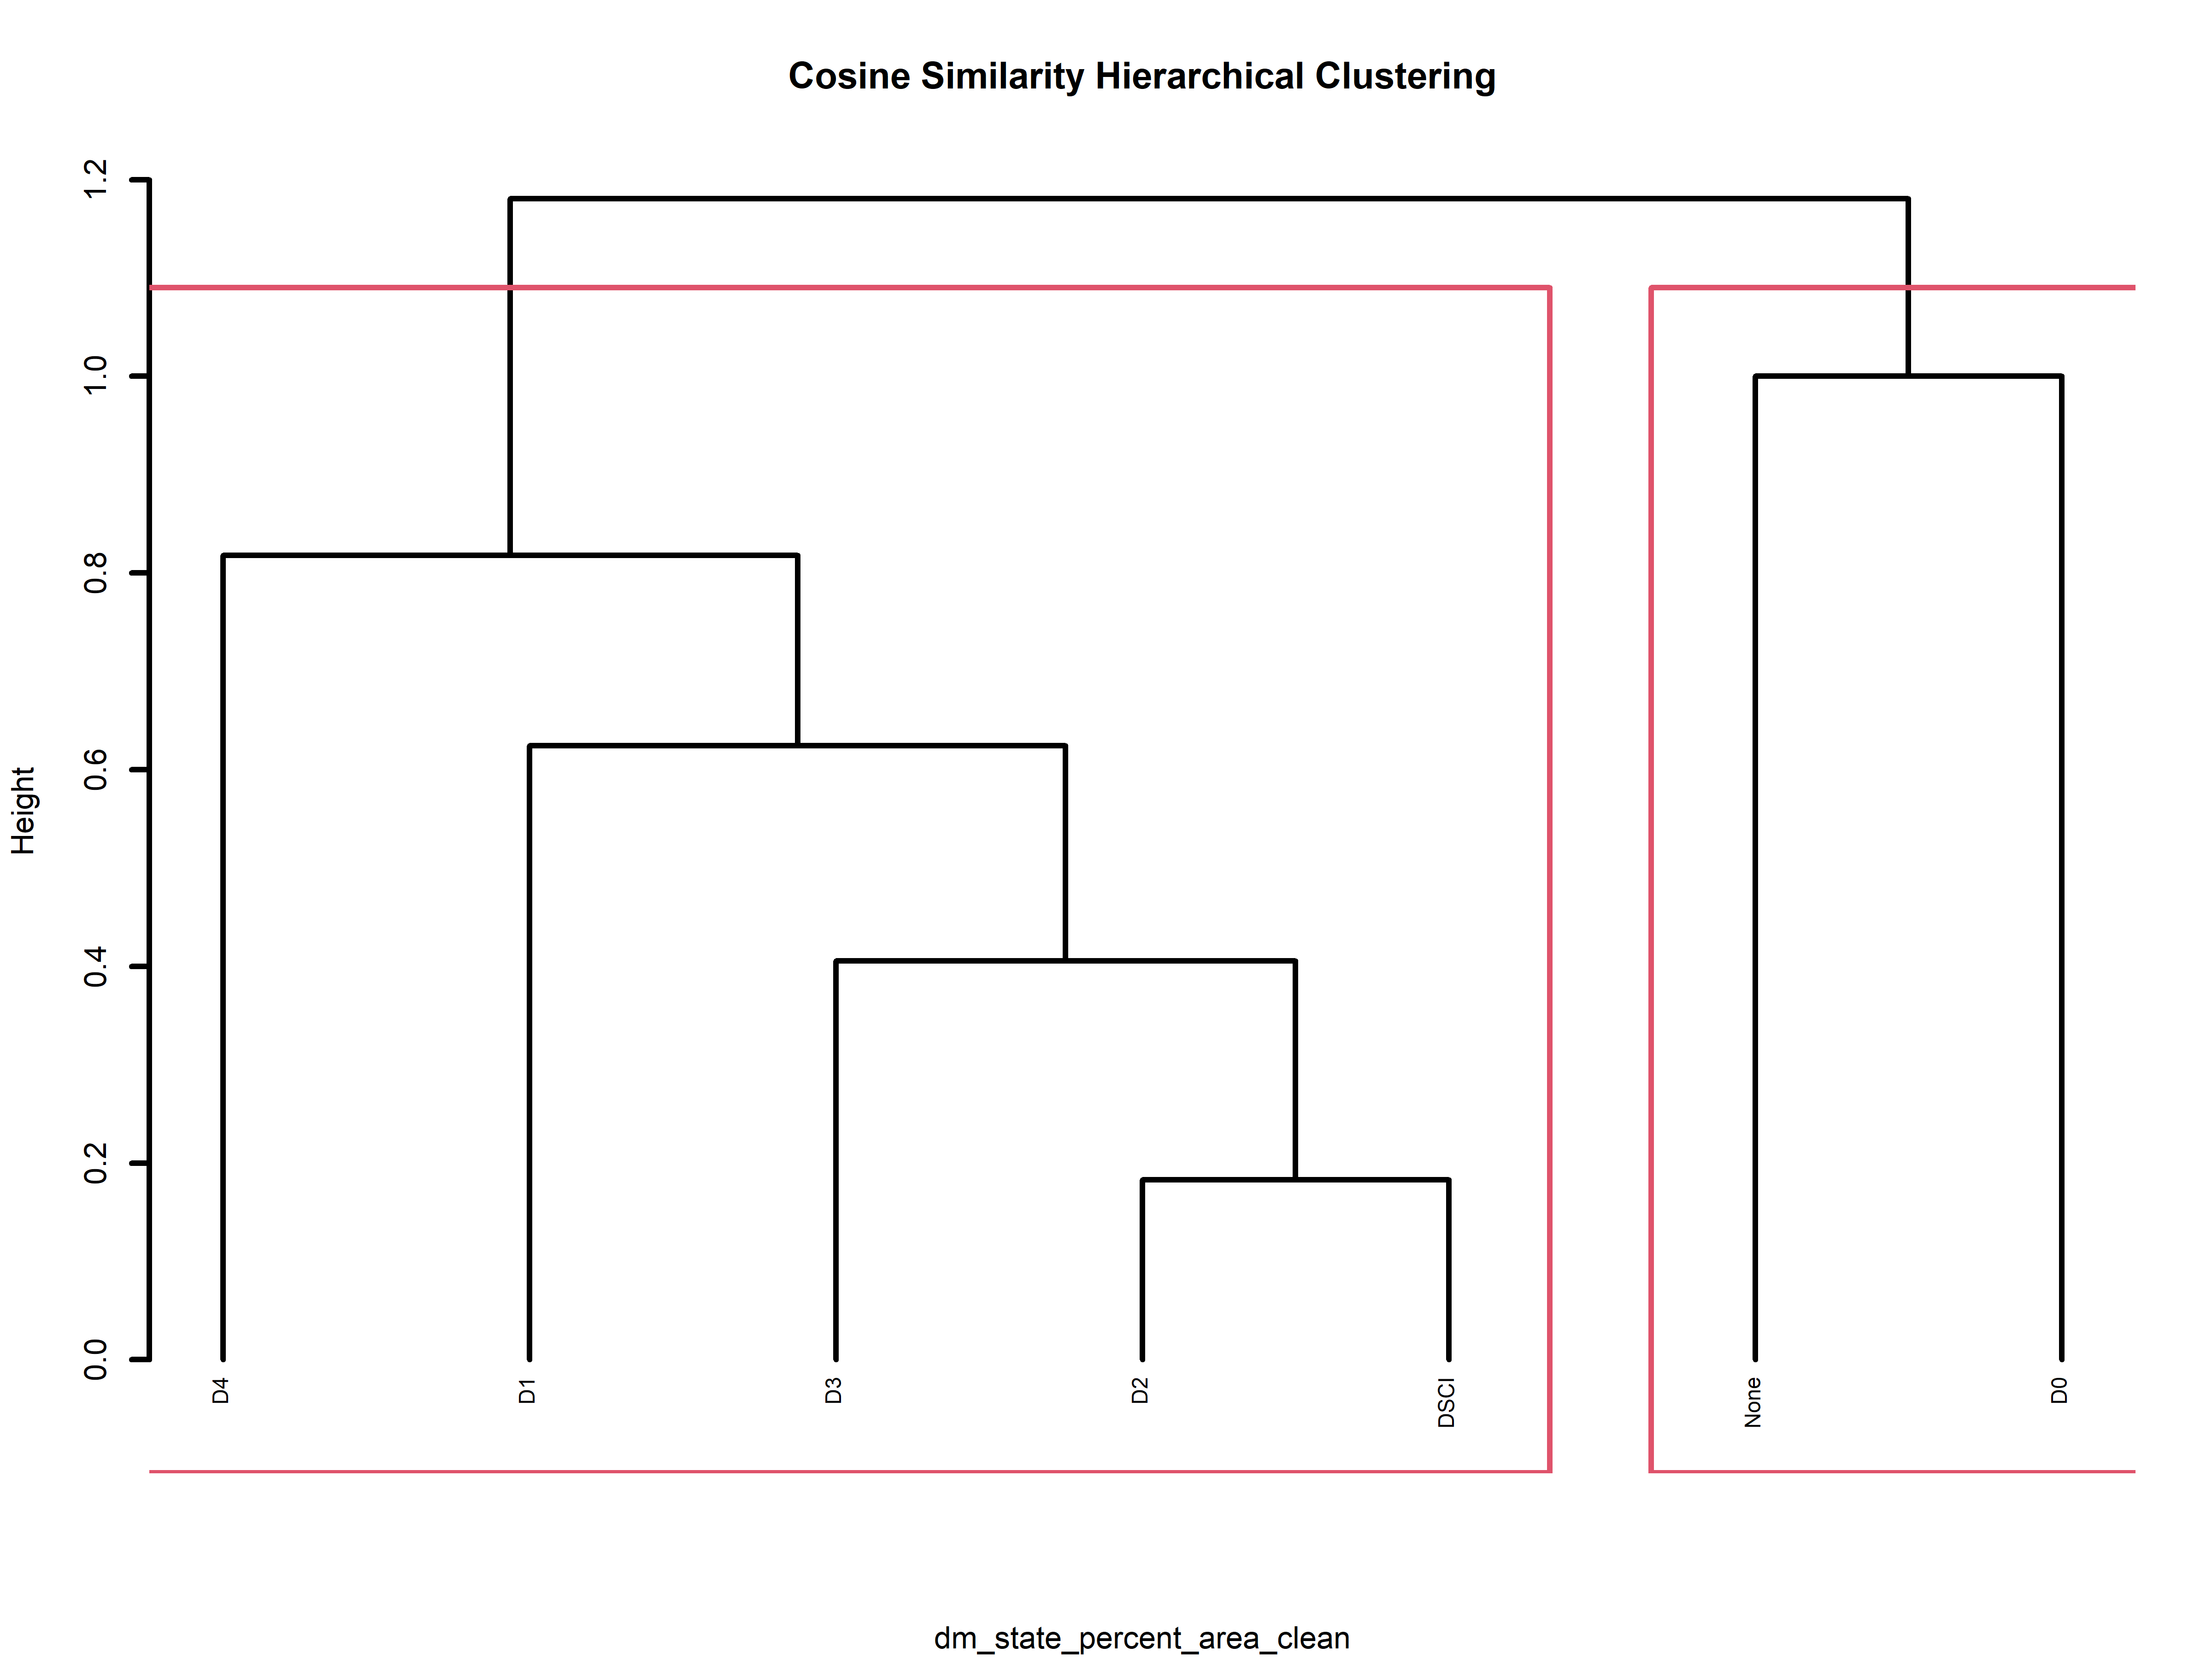 Cosine Similarity Hierarchical Clustering
1.2
1.0
0.8
0.6
0.4
0.2
0.0
Height
D4
D1
D3
D2
DSCI
None
D0
dm_state_percent_area_clean